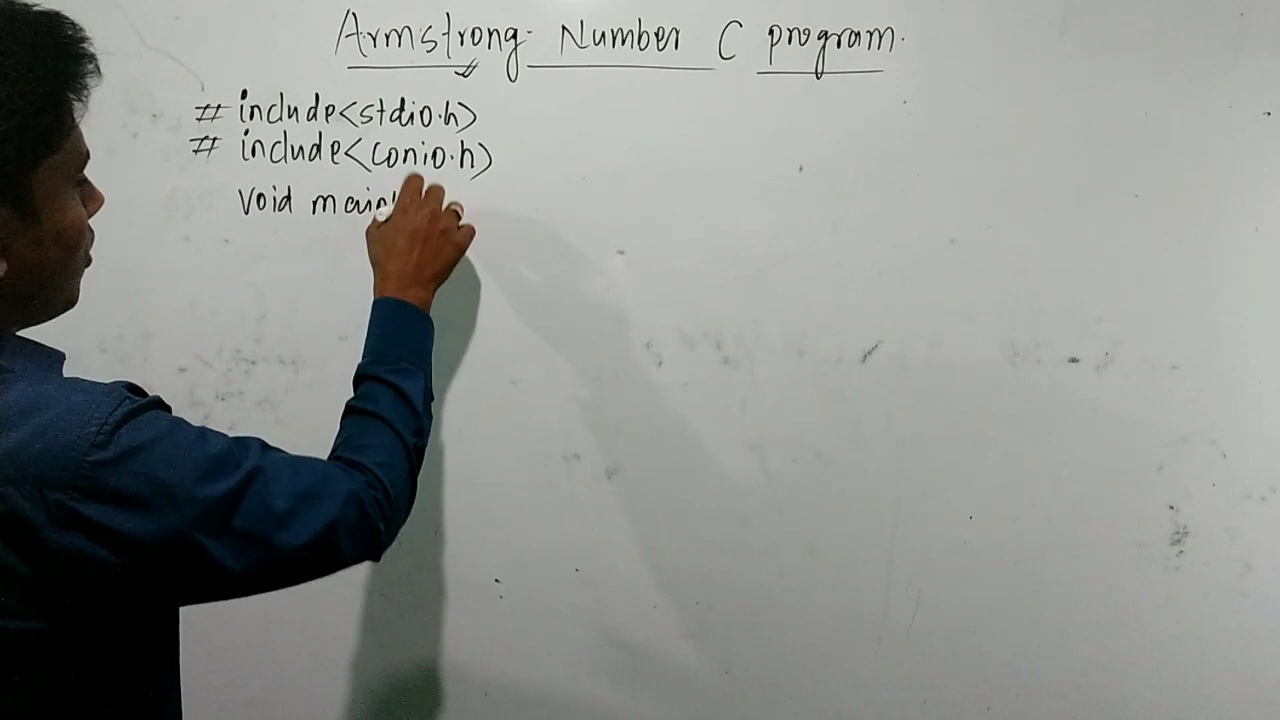 Armstrong Number C program.
# include<stdio.h>
# include<conio.h>
Void main